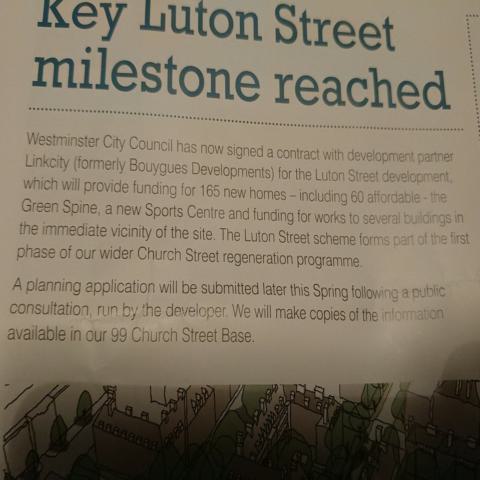 Key Luton Street
milestone reached
Westminster City Council has now signed a contract with development partner
Linkcity (formerly Bouygues Developments) for the Luton Street development,
which will provide funding for 165 new homes – including 60 affordable - the
Green Spine, a new Sports Centre and funding for works to several buildings in
the immediate vicinity of the site. The Luton Street scheme forms part of the first
phase of our wider Church Street regeneration programme.
A planning application will be submitted later this Spring following a public
consultation, run by the developer. We will make copies of the information
available in our 99 Church Street Base.